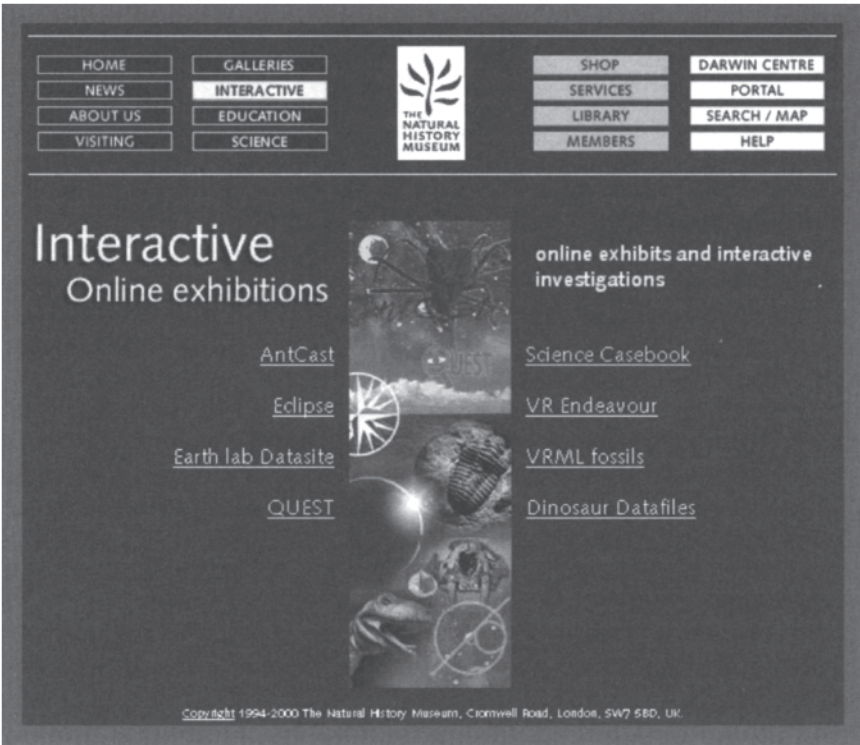 HOME
GALLERIES
SHOP
DARWIN CENTRE
NEWS
INTERACTIVE
SERVICES
PORTAL
ABOUT US
EDUCATION
LIBRARY
SEARCH / MAP
VISITING
SCIENCE
MEMBERS
HELP
THE
NATURAL
HISTORY
MUSEUM
Interactive
Online exhibitions
online exhibits and interactive
investigations
QUEST
AntCast
Science Casebook
Eclipse
VR Endeavour
Earth lab Datasite
VRML fossils
QUEST
Dinosaur Datafiles
Copyright 1994-2000 The Natural History Museum, Cromwell Road, London, SW7 5BD, UK.